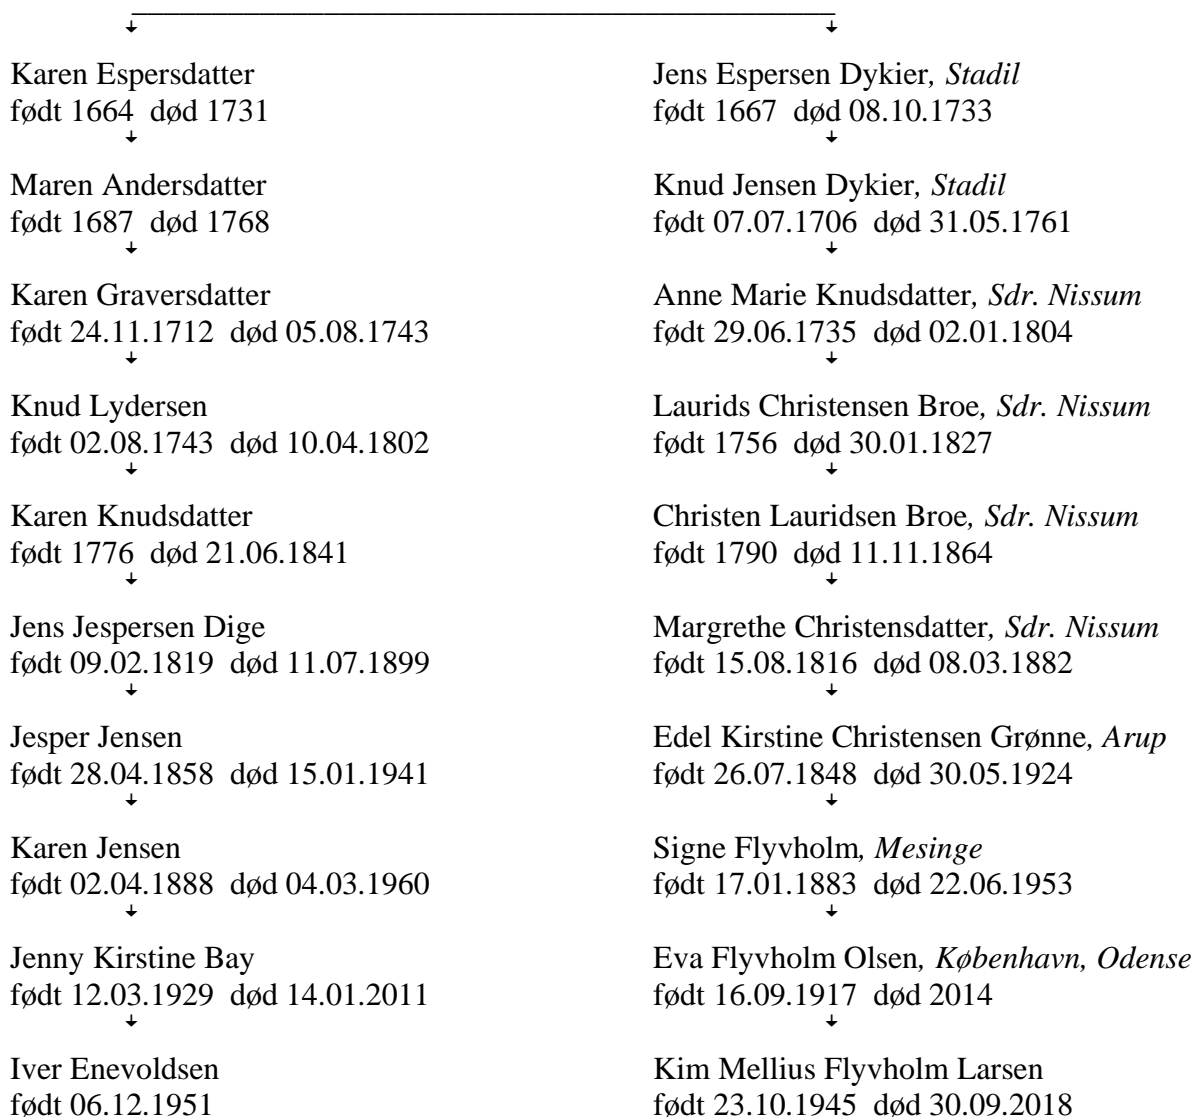 Karen Espersdatter
født 1664 død 1731
Maren Andersdatter
født 1687 død 1768
Karen Graversdatter
født 24.11.1712 død 05.08.1743
Knud Lydersen
født 02.08.1743 død 10.04.1802
Karen Knudsdatter
født 1776 død 21.06.1841
Jens Jespersen Dige
født 09.02.1819 død 11.07.1899
Jesper Jensen
født 28.04.1858 død 15.01.1941
Karen Jensen
født 02.04.1888 død 04.03.1960
Jenny Kirstine Bay
født 12.03.1929 død 14.01.2011
Iver Enevoldsen
født 06.12.1951
Jens Espersen Dykier, Stadil
født 1667 død 08.10.1733
Knud Jensen Dykier, Stadil
født 07.07.1706 død 31.05.1761
Anne Marie Knudsdatter, Sdr. Nissum
født 29.06.1735 død 02.01.1804
Laurids Christensen Broe, Sdr. Nissum
født 1756 død 30.01.1827
Christen Lauridsen Broe, Sdr. Nissum
født 1790 død 11.11.1864
Margrethe Christensdatter, Sdr. Nissum
født 15.08.1816 død 08.03.1882
Edel Kirstine Christensen Grønne, Arup
født 26.07.1848 død 30.05.1924
Signe Flyvholm, Mesinge
født 17.01.1883 død 22.06.1953
Eva Flyvholm Olsen, København, Odense
født 16.09.1917 død 2014
Kim Mellius Flyvholm Larsen
født 23.10.1945 død 30.09.2018